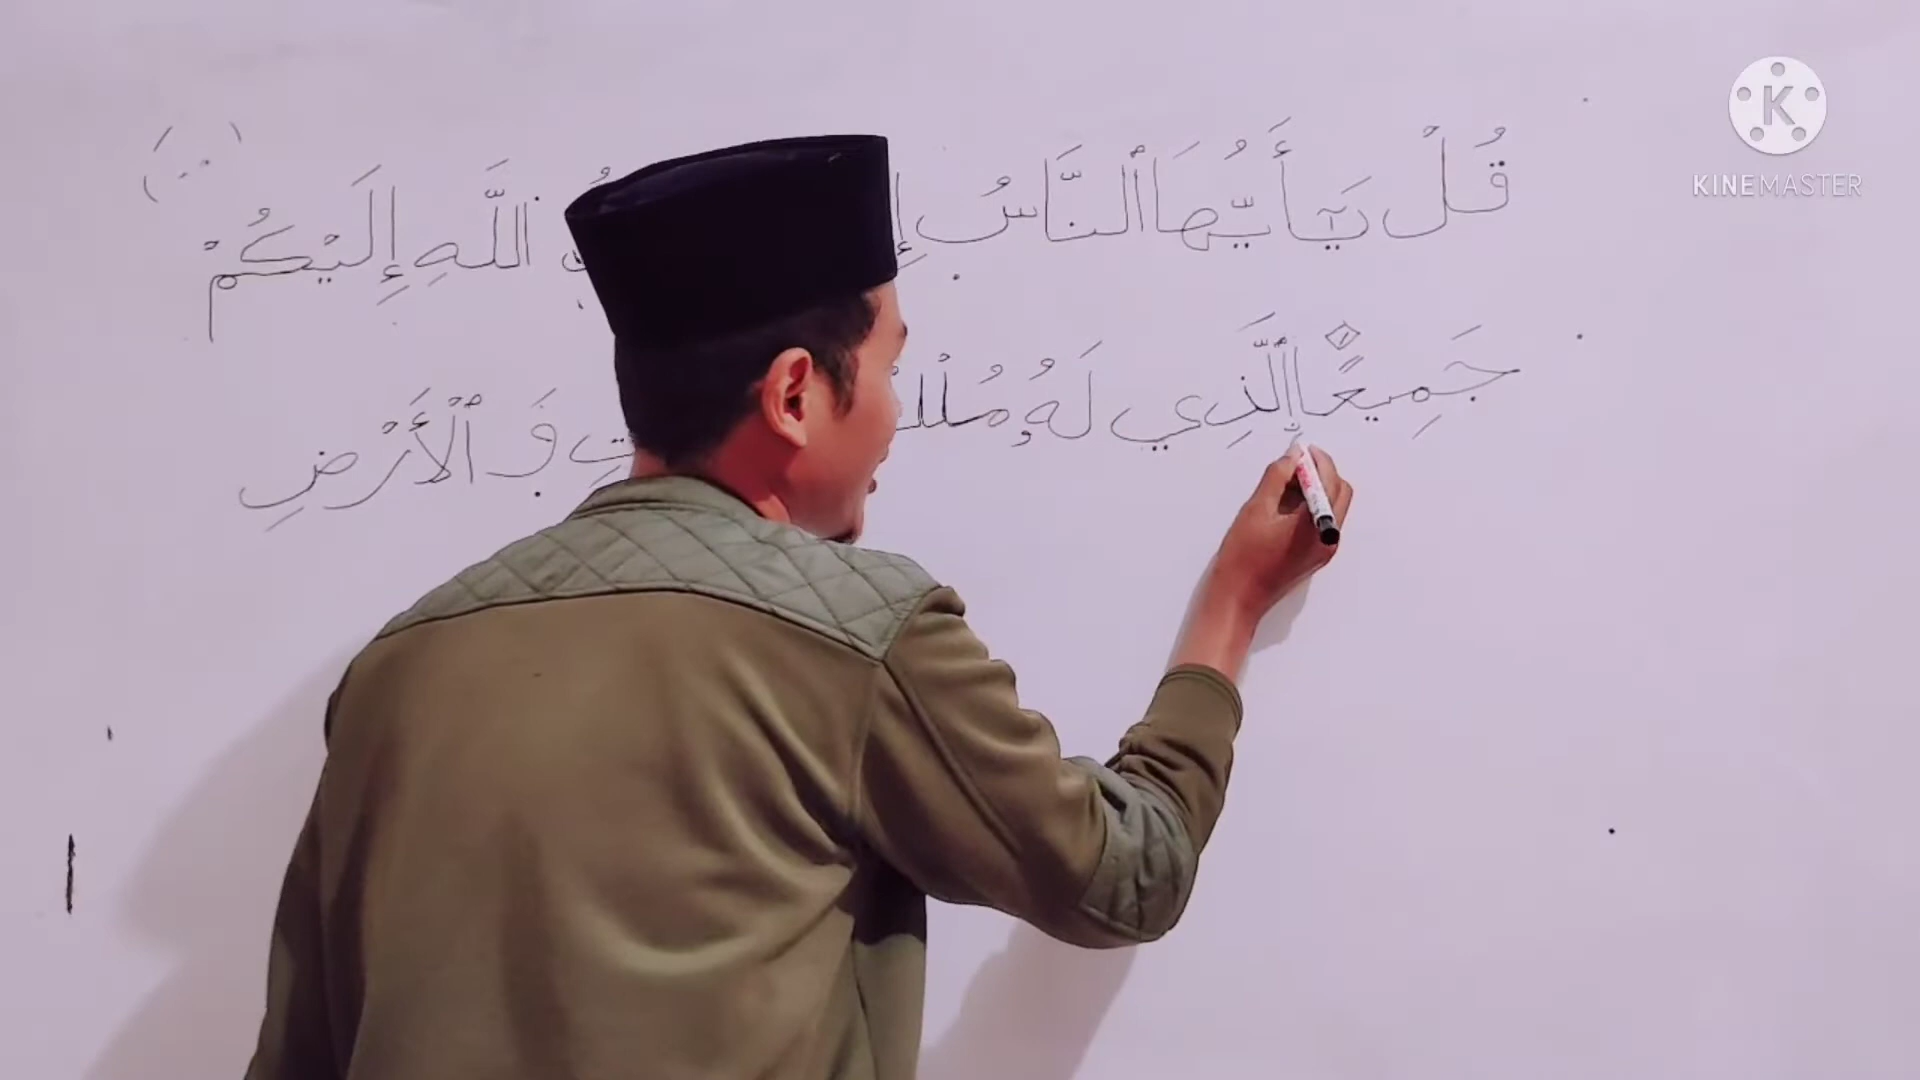 قُلْ يَٰٓأَيُّهَا ٱلنَّاسُ إِ ٱللَّهِ إِلَيْكُمْ
جَمِيعًا ٱلَّذِي لَهُۥ مُلْكُ تِ وَٱلْأَرْضِ
KINEMASTER